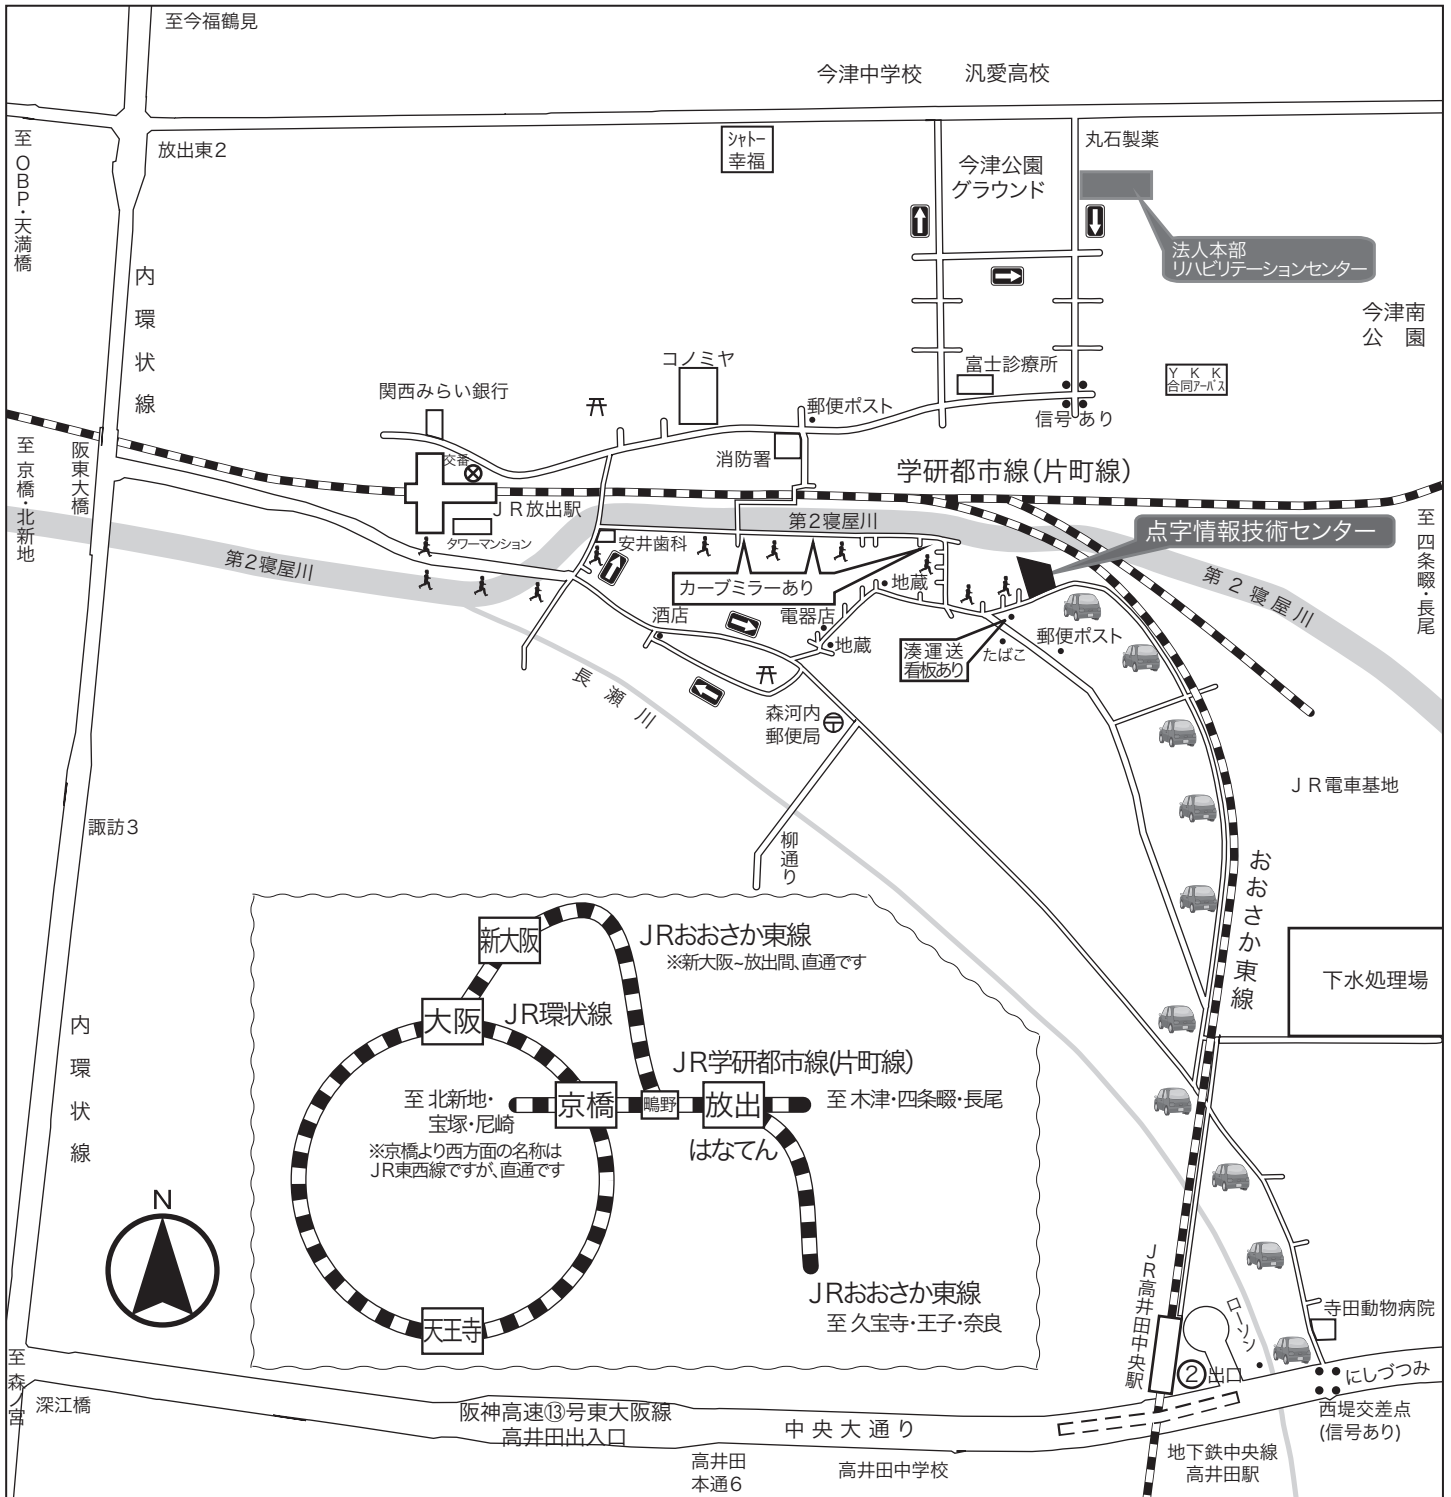 至今福鶴見
今津中学校 汎愛高校
至OBP・天満橋
放出東2
シャトー
幸福
今津公園
グラウンド
丸石製薬
法人本部
リハビリテーションセンター
内環状線
今津南
公園
コノミヤ
富士診療所
YKK
合同アーバス
関西みらい銀行
郵便ポスト
信号あり
至京橋・北新地
阪東大橋
交番
消防署
学研都市線(片町線)
JR放出駅
第2寝屋川
至四条畷・長尾
点字情報技術センター
タワーマンション
安井歯科
第2寝屋川
カーブミラーあり
地蔵
第2寝屋川
酒店
電器店
地蔵
湊運送
看板あり
たばこ
郵便ポスト
長瀬川
森河内
郵便局
JR電車基地
諏訪3
柳通り
おおさか東線
新大阪
JRおおさか東線
※新大阪~放出間、直通です
下水処理場
大阪
JR環状線
内環状線
JR学研都市線(片町線)
至 北新地・
宝塚・尼崎
京橋
鴫野
放出
至 木津・四条畷・長尾
はなてん
※京橋より西方面の名称は
JR東西線ですが、直通です
N
JRおおさか東線
至 久宝寺・王子・奈良
天王寺
JR高井田中央駅
ローソン
寺田動物病院
至森ノ宮
②出口
にしづつみ
深江橋
阪神高速⑬号東大阪線
高井田出入口
中央大通り
西堤交差点
(信号あり)
高井田
本通6
高井田中学校
地下鉄中央線
高井田駅